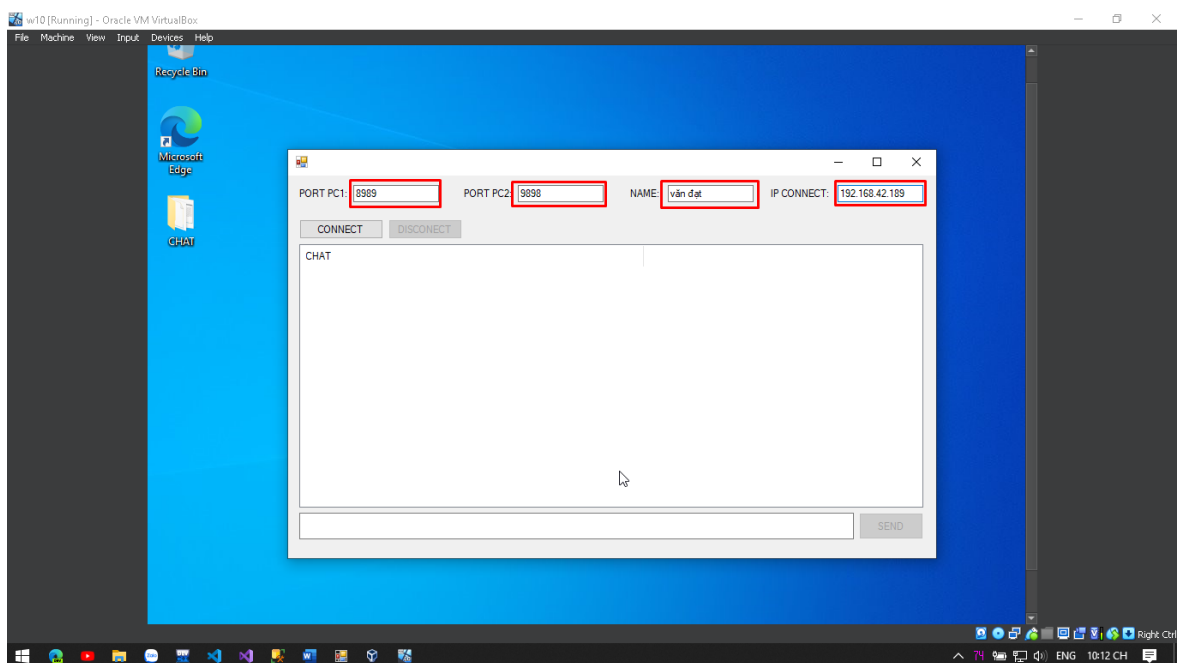 w10 [Running] - Oracle VM VirtualBox
File Machine View Input Devices Help
Recycle Bin
Microsoft
Edge
CHAT
PORT PC1: 8989 PORT PC2: 9898 NAME: văn đạt IP CONNECT: 192.168.42.189
CONNECT DISCONECT
CHAT
SEND
Right Ctrl
74 ENG 10:12 CH